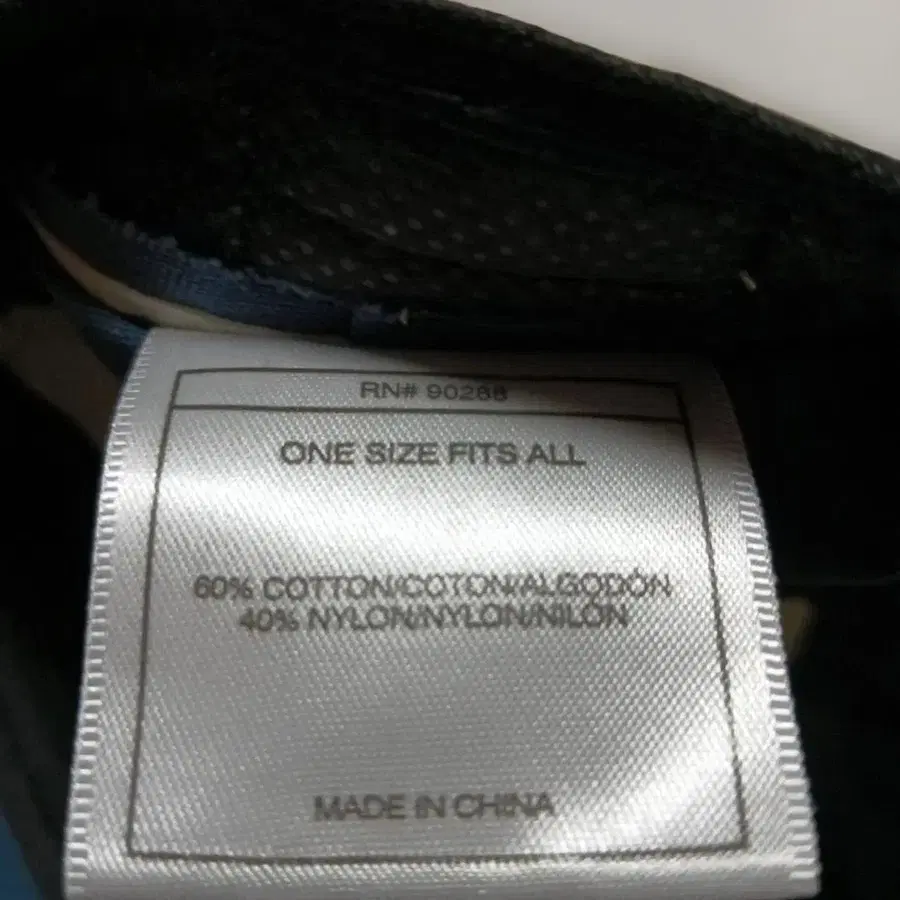 RN# 90288
ONE SIZE FITS ALL
60% COTTON/COTON/ALGODÓN
40% NYLON/NYLON/NILÓN
MADE IN CHINA